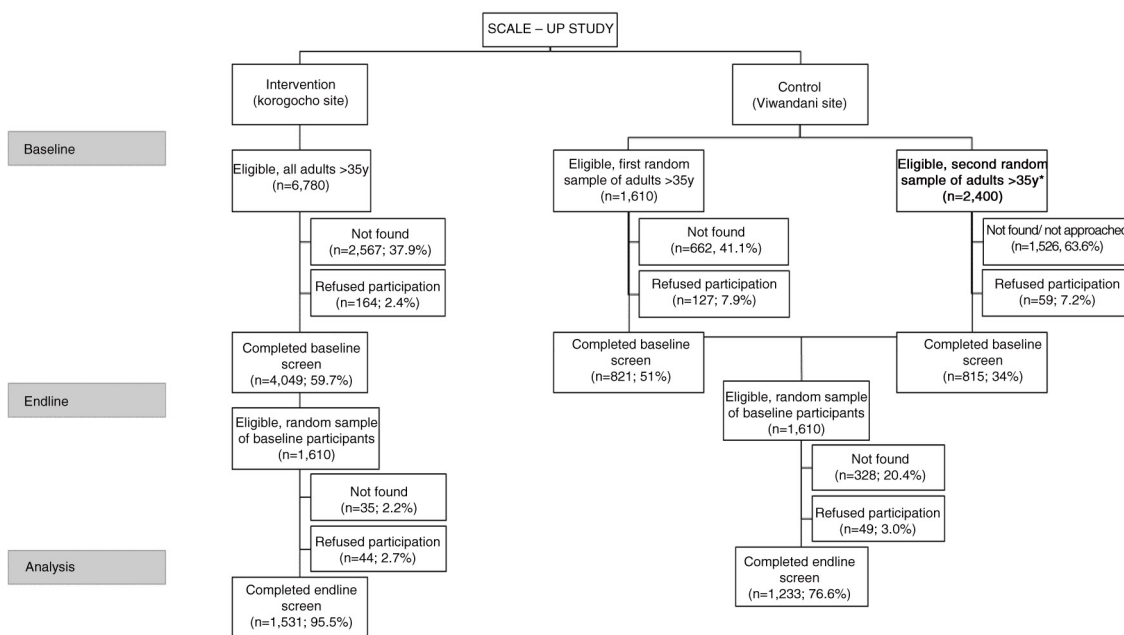 SCALE – UP STUDY
Intervention
(korogocho site)
Control
(Viwandani site)
Baseline
Eligible, all adults >35y
(n=6,780)
Eligible, first random
sample of adults >35y
(n=1,610)
Eligible, second random
sample of adults >35y*
(n=2,400)
Not found
(n=2,567; 37.9%)
Not found
(n=662, 41.1%)
Not found/ not approached
(n=1,526, 63.6%)
Refused participation
(n=164; 2.4%)
Refused participation
(n=127; 7.9%)
Refused participation
(n=59; 7.2%)
Completed baseline
screen
(n=4,049; 59.7%)
Completed baseline
screen
(n=821; 51%)
Completed baseline
screen
(n=815; 34%)
Endline
Eligible, random sample
of baseline participants
(n=1,610)
Eligible, random sample
of baseline participants
(n=1,610)
Not found
(n=35; 2.2%)
Not found
(n=328; 20.4%)
Refused participation
(n=44; 2.7%)
Refused participation
(n=49; 3.0%)
Analysis
Completed endline
screen
(n=1,531; 95.5%)
Completed endline
screen
(n=1,233; 76.6%)